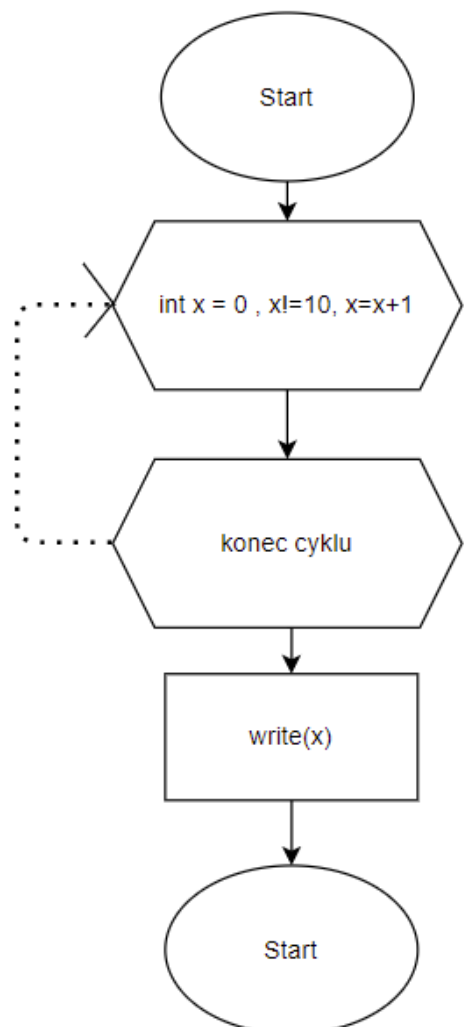 Start
int x = 0 , x!=10, x=x+1
konec cyklu
write(x)
Start